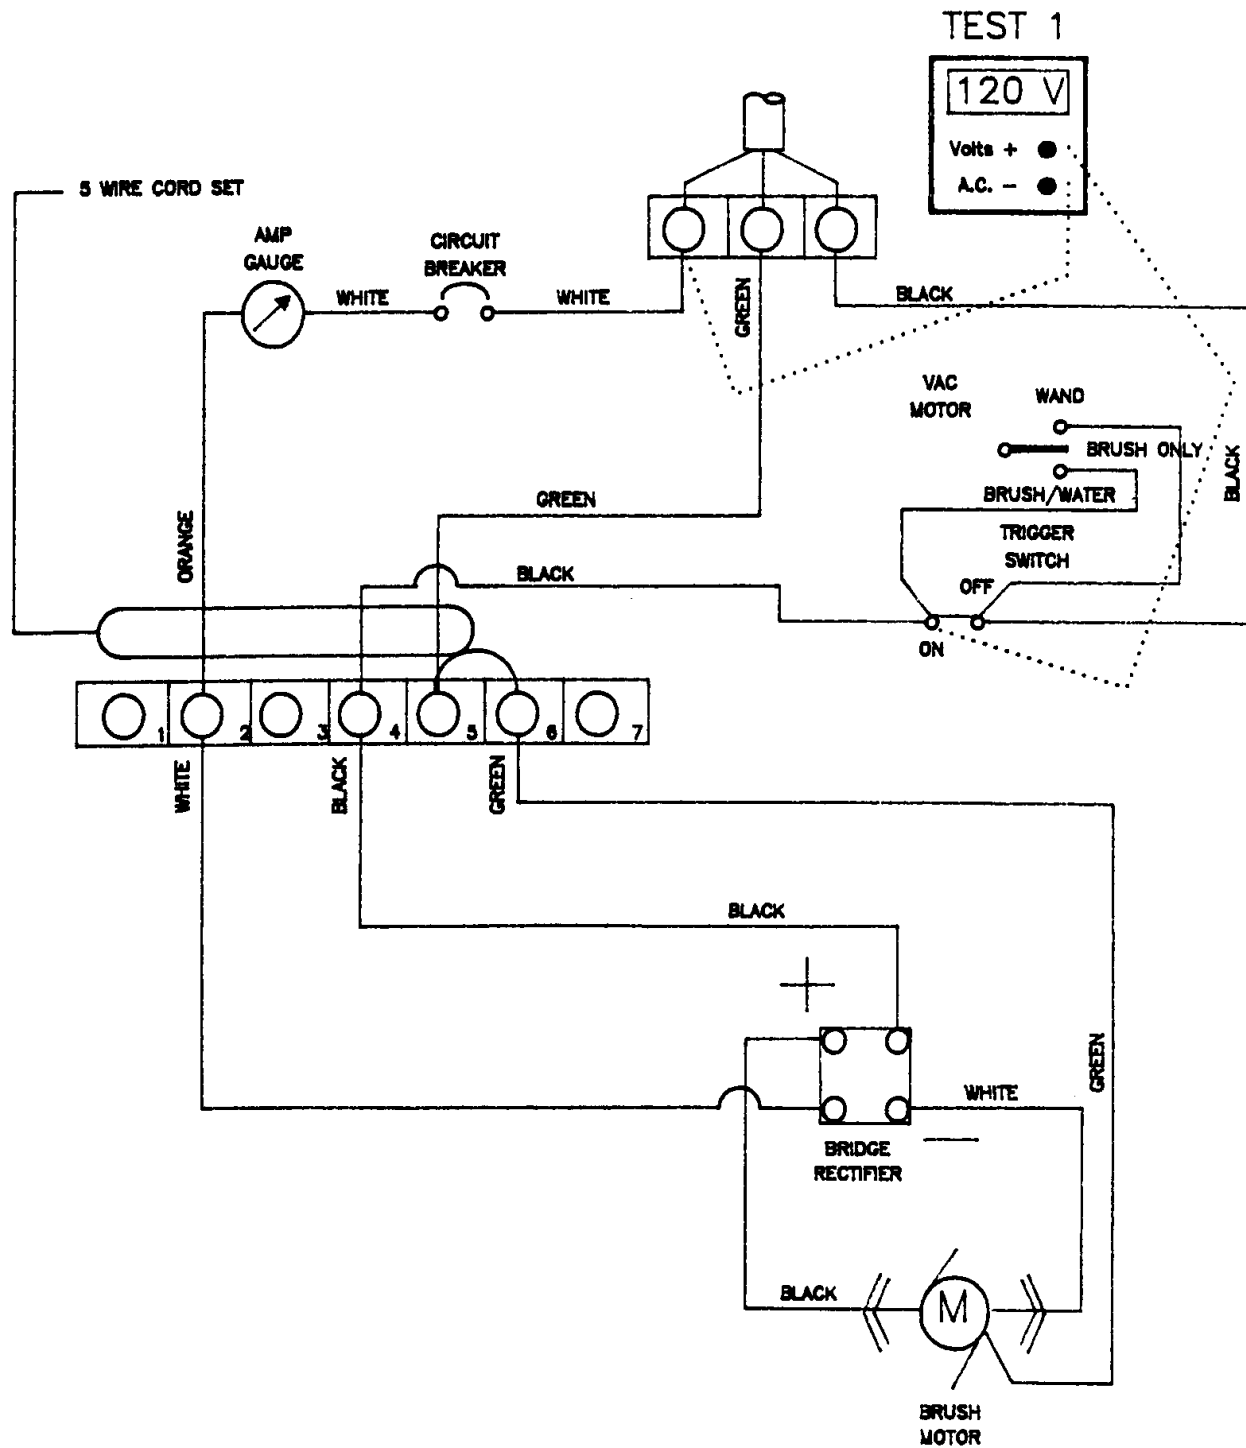 TEST 1
120 V
Volts +
A.C. −
5 WIRE CORD SET
AMP
GAUGE
CIRCUIT
BREAKER
WHITE
WHITE
GREEN
BLACK
VAC
MOTOR
WAND
BRUSH ONLY
BRUSH/WATER
BLACK
TRIGGER
SWITCH
OFF
ON
GREEN
ORANGE
BLACK
1
2
3
4
5
6
7
WHITE
BLACK
GREEN
BLACK
+
GREEN
WHITE
−
BRIDGE
RECTIFIER
BLACK
M
BRUSH
MOTOR